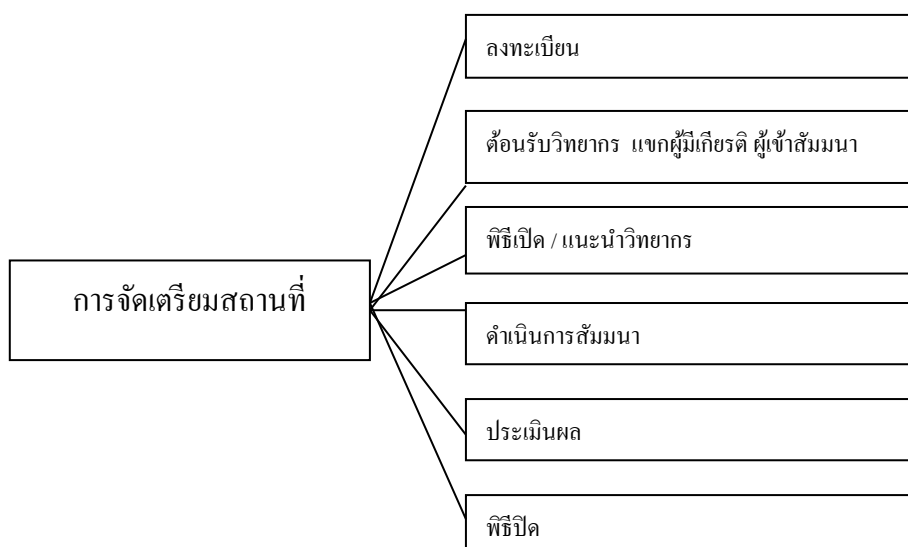 ลงทะเบียน
ต้อนรับวิทยากร แขกผู้มีเกียรติ ผู้เข้าสัมมนา
พิธีเปิด / แนะนำวิทยากร
การจัดเตรียมสถานที่
ดำเนินการสัมมนา
ประเมินผล
พิธีปิด